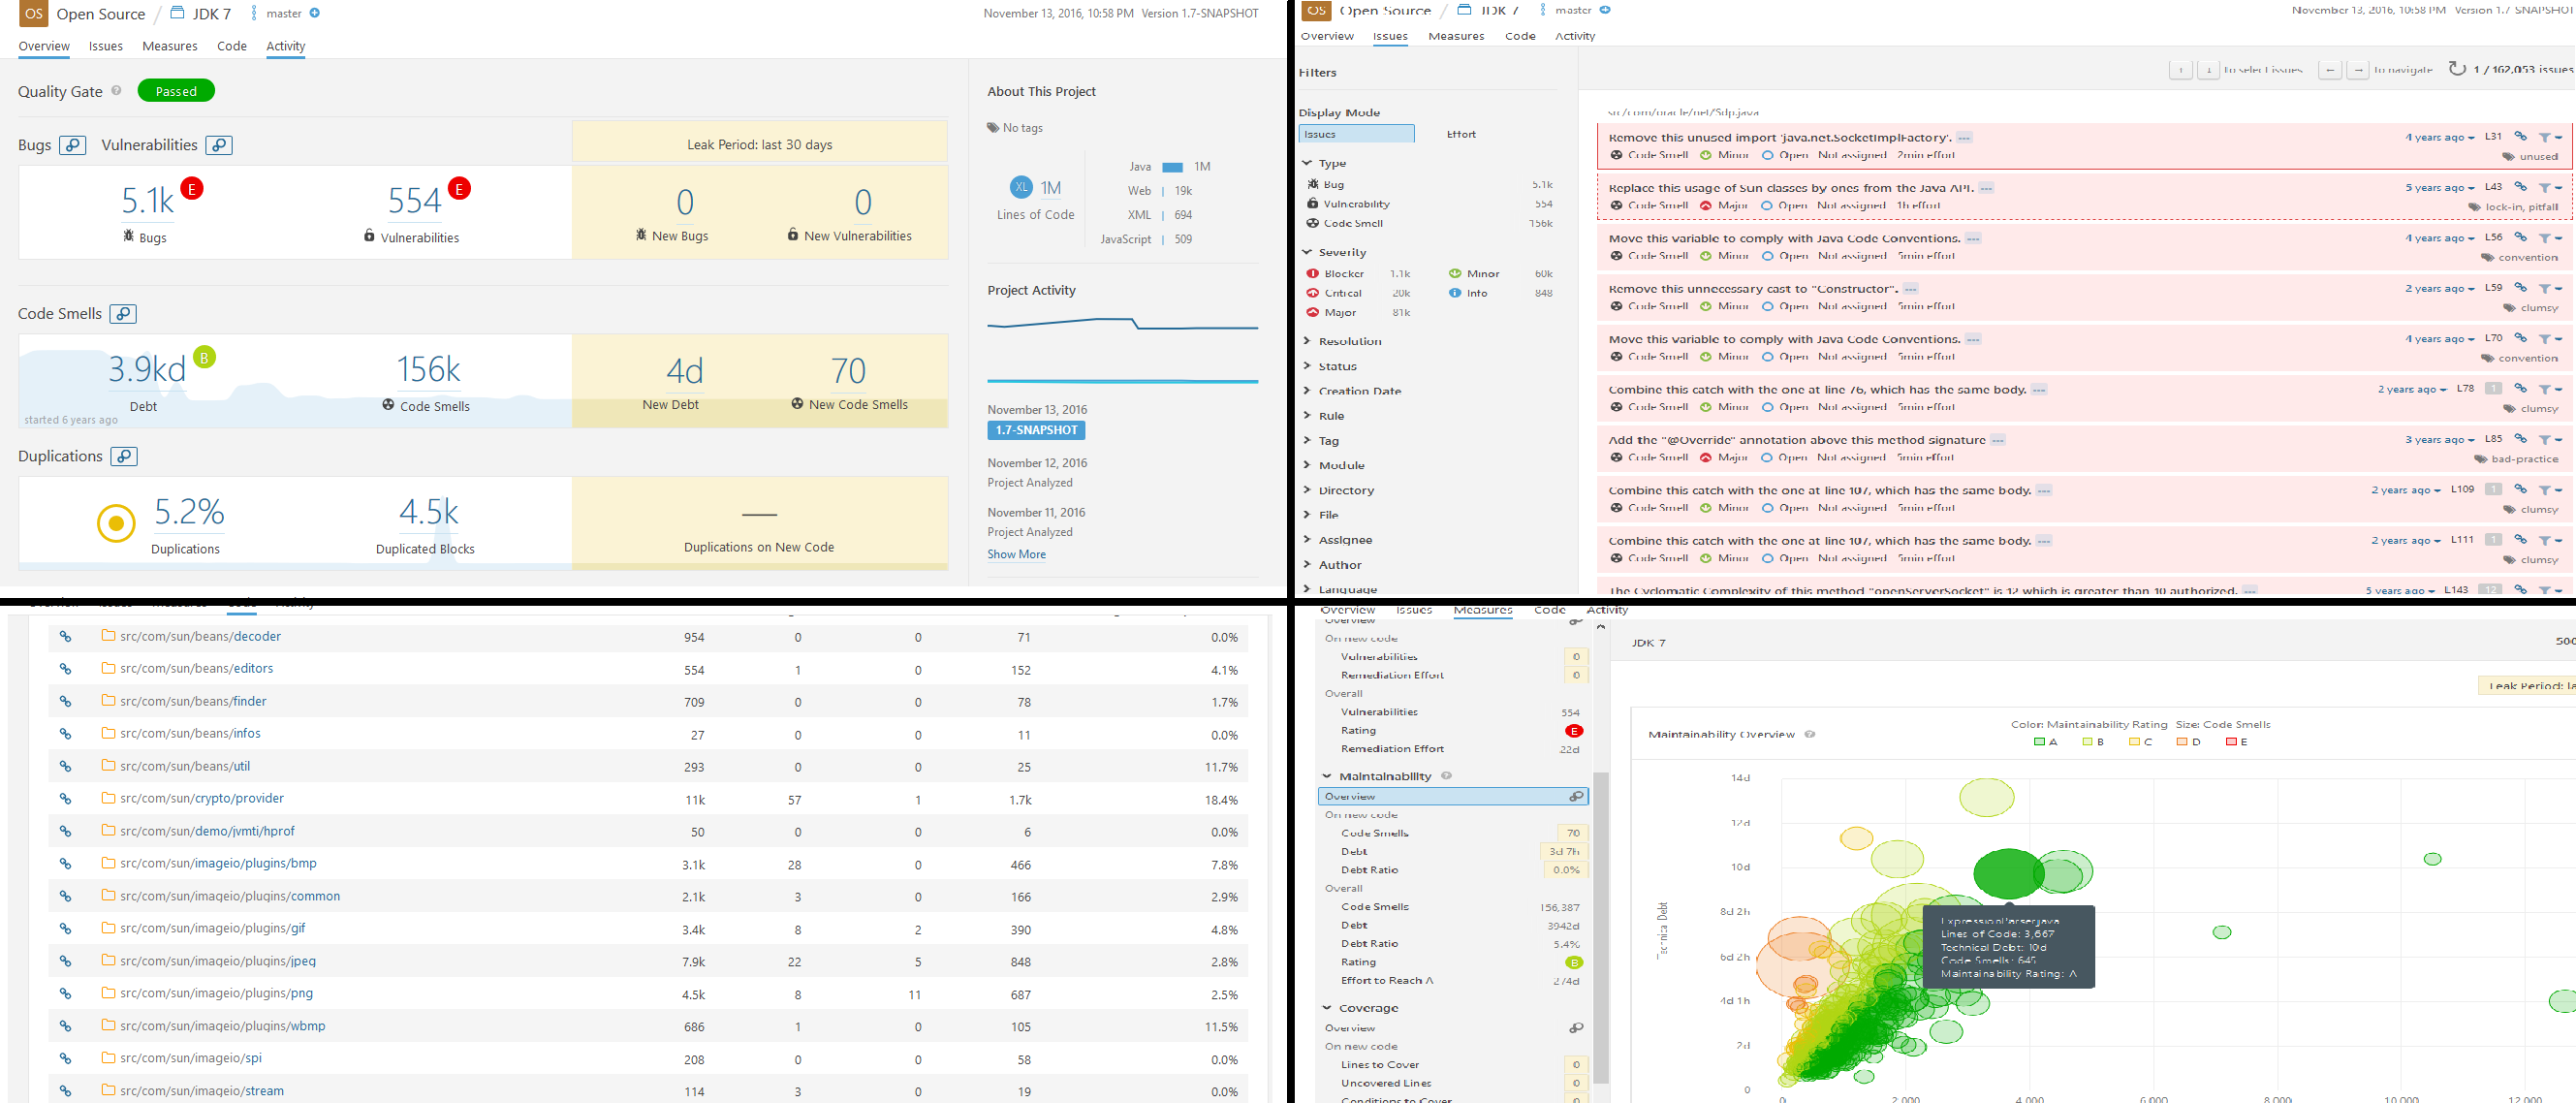 OS Open Source / JDK 7 master
November 13, 2016, 10:58 PM Version 1.7-SNAPSHOT
Overview Issues Measures Code Activity
Quality Gate Passed
Bugs Vulnerabilities
Leak Period: last 30 days
5.1k E 554 E 0 0
Bugs Vulnerabilities New Bugs New Vulnerabilities
Code Smells
3.9kd B 156k 4d 70
Debt Code Smells New Debt New Code Smells
started 6 years ago
Duplications
5.2% 4.5k —
Duplications Duplicated Blocks Duplications on New Code
About This Project
No tags
XL 1M
Lines of Code
Java 1M
Web 19k
XML 694
JavaScript 509
Project Activity
November 13, 2016
1.7-SNAPSHOT
November 12, 2016
Project Analyzed
November 11, 2016
Project Analyzed
Show More
OS Open Source / JDK 7 master
November 13, 2016, 10:58 PM Version 1.7-SNAPSHOT
Overview Issues Measures Code Activity
Filters
Display Mode
Issues Effort
Type
Bug 5.1k
Vulnerability 554
Code Smell 156k
Severity
Blocker 1.1k Minor 60k
Critical 20k Info 848
Major 81k
Resolution
Status
Creation Date
Rule
Tag
Module
Directory
File
Assignee
Author
Language
↑ ↓ to select issues ← → to navigate 1 / 162,053 issues
src/com/oracle/net/Sdp.java
Remove this unused import 'java.net.SocketImplFactory'. ... 4 years ago L31
Code Smell Minor Open Not assigned 2min effort unused
Replace this usage of Sun classes by ones from the Java API. ... 5 years ago L43
Code Smell Major Open Not assigned 1h effort lock-in, pitfall
Move this variable to comply with Java Code Conventions. ... 4 years ago L56
Code Smell Minor Open Not assigned 5min effort convention
Remove this unnecessary cast to "Constructor". ... 2 years ago L59
Code Smell Minor Open Not assigned 5min effort clumsy
Move this variable to comply with Java Code Conventions. ... 4 years ago L70
Code Smell Minor Open Not assigned 5min effort convention
Combine this catch with the one at line 76, which has the same body. ... 2 years ago L78 1
Code Smell Minor Open Not assigned 5min effort clumsy
Add the "@Override" annotation above this method signature ... 3 years ago L85
Code Smell Major Open Not assigned 5min effort bad-practice
Combine this catch with the one at line 107, which has the same body. ... 2 years ago L109 1
Code Smell Minor Open Not assigned 5min effort clumsy
Combine this catch with the one at line 107, which has the same body. ... 2 years ago L111 1
Code Smell Minor Open Not assigned 5min effort clumsy
The Cyclomatic Complexity of this method "openServerSocket" is 12 which is greater than 10 authorized. ... 5 years ago L143 12
src/com/sun/beans/decoder 954 0 0 71 0.0%
src/com/sun/beans/editors 554 1 0 152 4.1%
src/com/sun/beans/finder 709 0 0 78 1.7%
src/com/sun/beans/infos 27 0 0 11 0.0%
src/com/sun/beans/util 293 0 0 25 11.7%
src/com/sun/crypto/provider 11k 57 1 1.7k 18.4%
src/com/sun/demo/jvmti/hprof 50 0 0 6 0.0%
src/com/sun/imageio/plugins/bmp 3.1k 28 0 466 7.8%
src/com/sun/imageio/plugins/common 2.1k 3 0 166 2.9%
src/com/sun/imageio/plugins/gif 3.4k 8 2 390 4.8%
src/com/sun/imageio/plugins/jpeg 7.9k 22 5 848 2.8%
src/com/sun/imageio/plugins/png 4.5k 8 11 687 2.5%
src/com/sun/imageio/plugins/wbmp 686 1 0 105 11.5%
src/com/sun/imageio/spi 208 0 0 58 0.0%
src/com/sun/imageio/stream 114 3 0 19 0.0%
Overview Issues Measures Code Activity
Overview
On new code
Vulnerabilities 0
Remediation Effort 0
Overall
Vulnerabilities 554
Rating E
Remediation Effort 22d
Maintainability
Overview
On new code
Code Smells 70
Debt 3d 7h
Debt Ratio 0.0%
Overall
Code Smells 156,387
Debt 3942d
Debt Ratio 5.4%
Rating B
Effort to Reach A 274d
Coverage
Overview
On new code
Lines to Cover 0
Uncovered Lines 0
Conditions to Cover 0
JDK 7 500
Leak Period: la
Maintainability Overview
Color: Maintainability Rating Size: Code Smells
A B C D E
14d
12d
10d
8d 2h
6d 2h
4d 1h
2d
0
Technical Debt
ExpressionParser.java
Lines of Code: 3,667
Technical Debt: 10d
Code Smells: 645
Maintainability Rating: A
0 2,000 4,000 6,000 8,000 10,000 12,000